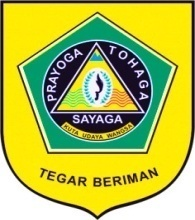 PRAYOGA TOHAGA
SAYAGA
KUTA UDAYA WANGSA
TEGAR BERIMAN